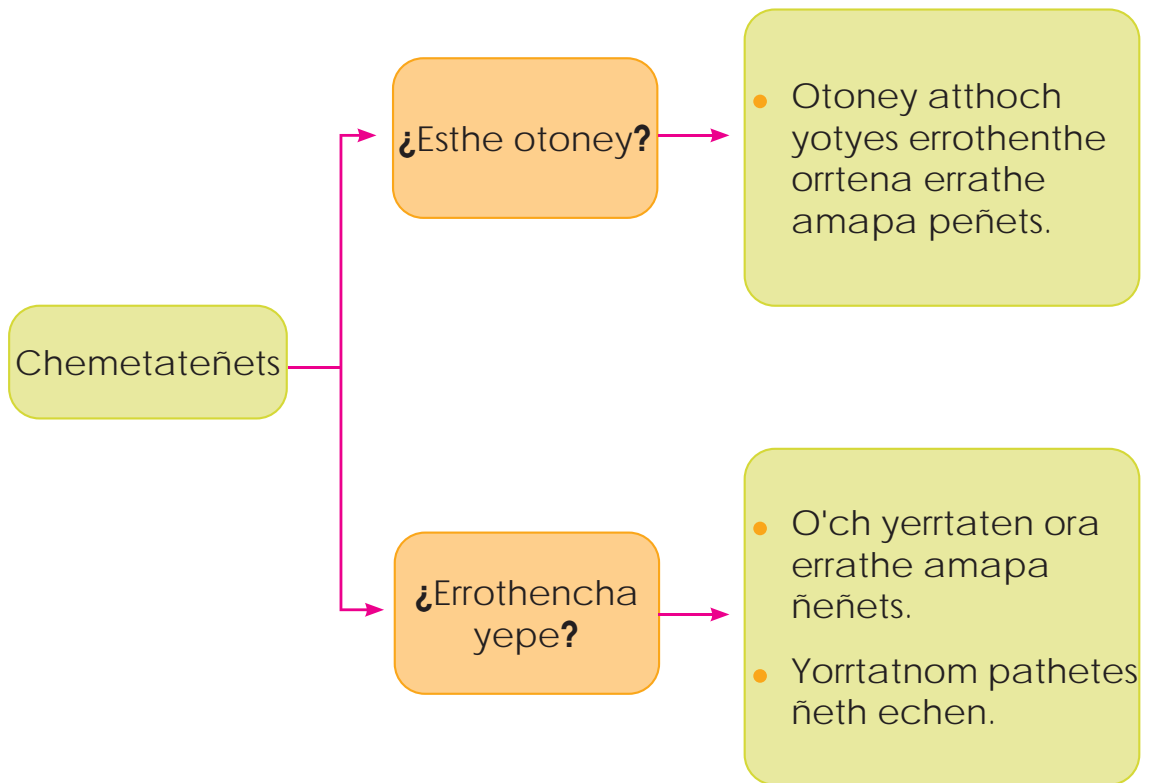 Chemetateñets
¿Esthe otoney?
• Otoney atthoch
yotyes errothenthe
orrtena errathe
amapa peñets.
¿Errothencha
yepe?
• O'ch yerrtaten ora
errathe amapa
ñeñets.
• Yorrtatnom pathetes
ñeth echen.